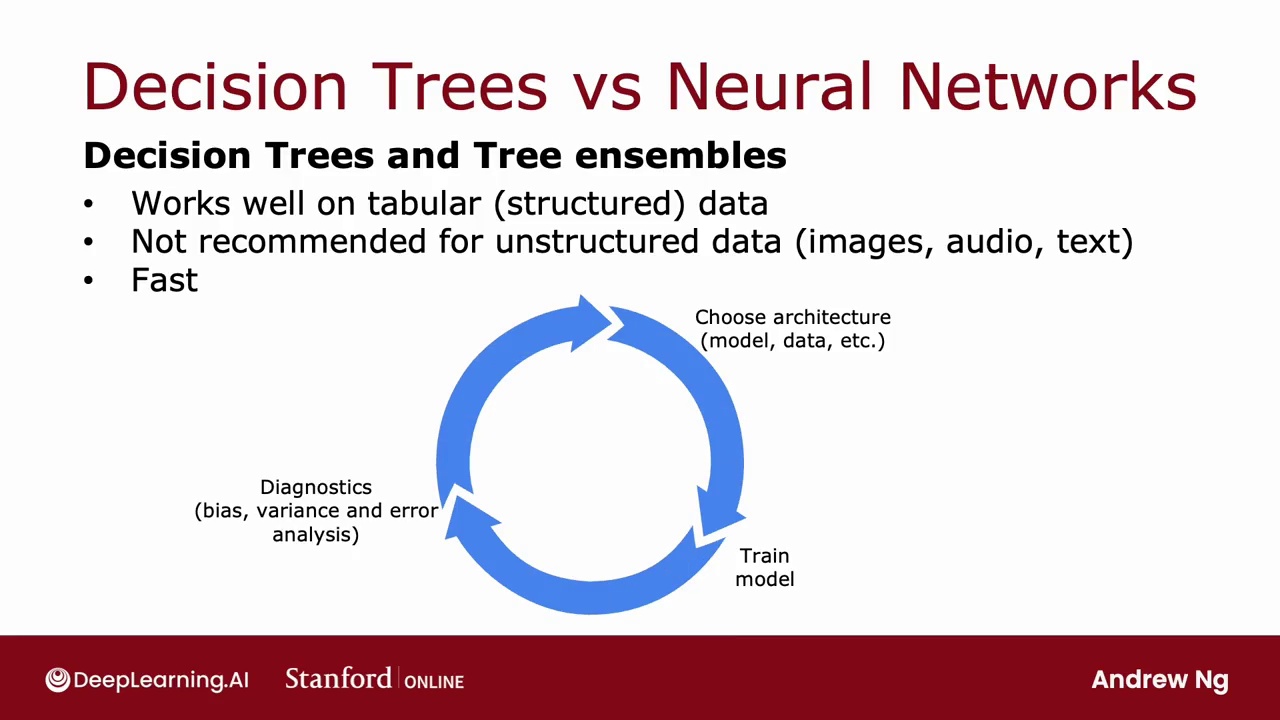 Decision Trees vs Neural Networks
Decision Trees and Tree ensembles
• Works well on tabular (structured) data
• Not recommended for unstructured data (images, audio, text)
• Fast
Choose architecture
(model, data, etc.)
Diagnostics
(bias, variance and error
analysis)
Train
model
DeepLearning.AI
Stanford ONLINE
Andrew Ng